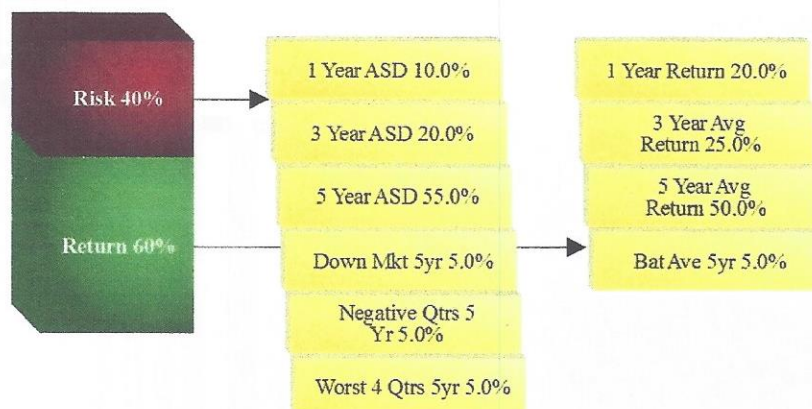 Risk 40%
Return 60%
1 Year ASD 10.0%
3 Year ASD 20.0%
5 Year ASD 55.0%
Down Mkt 5yr 5.0%
Negative Qtrs 5
Yr 5.0%
Worst 4 Qtrs 5yr 5.0%
1 Year Return 20.0%
3 Year Avg
Return 25.0%
5 Year Avg
Return 50.0%
Bat Ave 5yr 5.0%